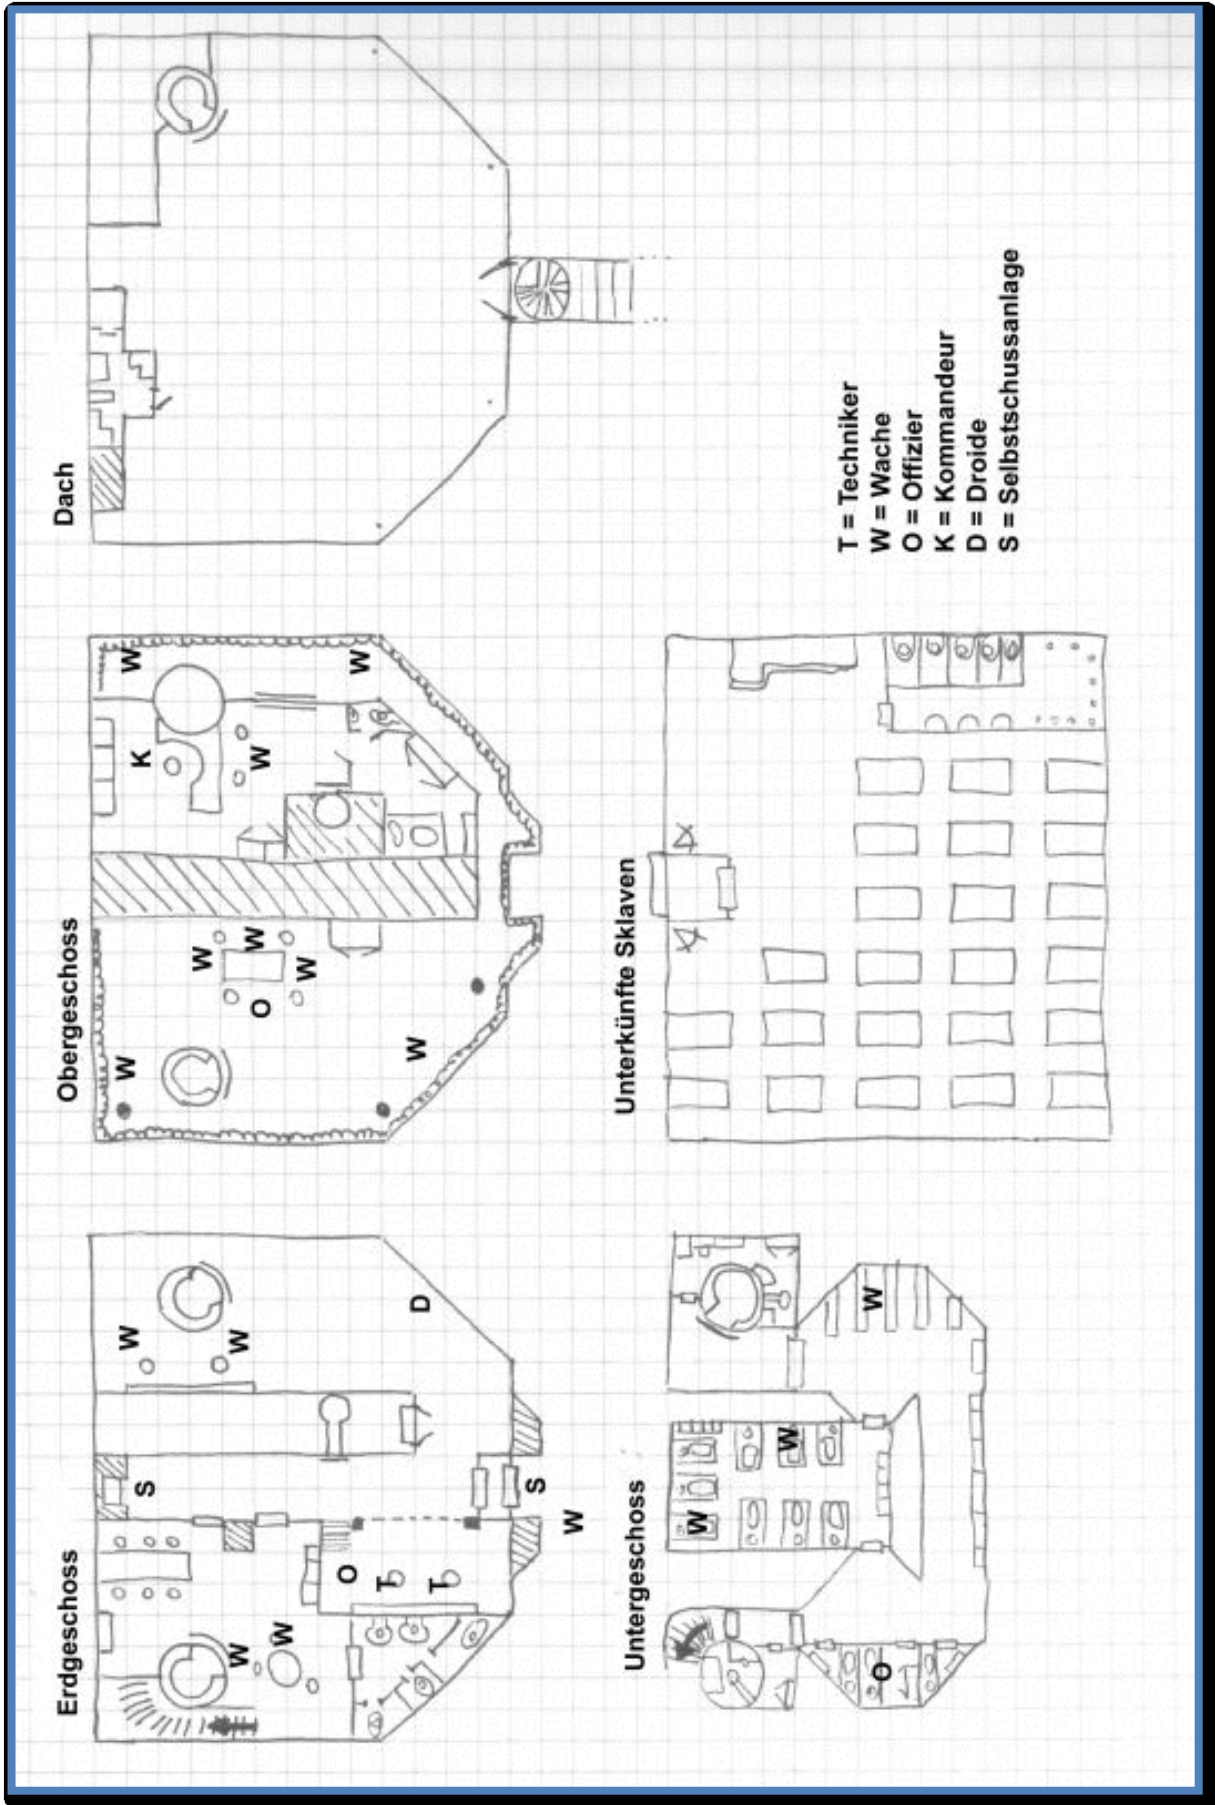 Erdgeschoss
W
S
W
W
W
O
T
D
T
S
W
Obergeschoss
W
W
K
W
W
W
O
W
W
W
Dach
Untergeschoss
W
W
W
O
Unterkünfte Sklaven
T = Techniker
W = Wache
O = Offizier
K = Kommandeur
D = Droide
S = Selbstschussanlage